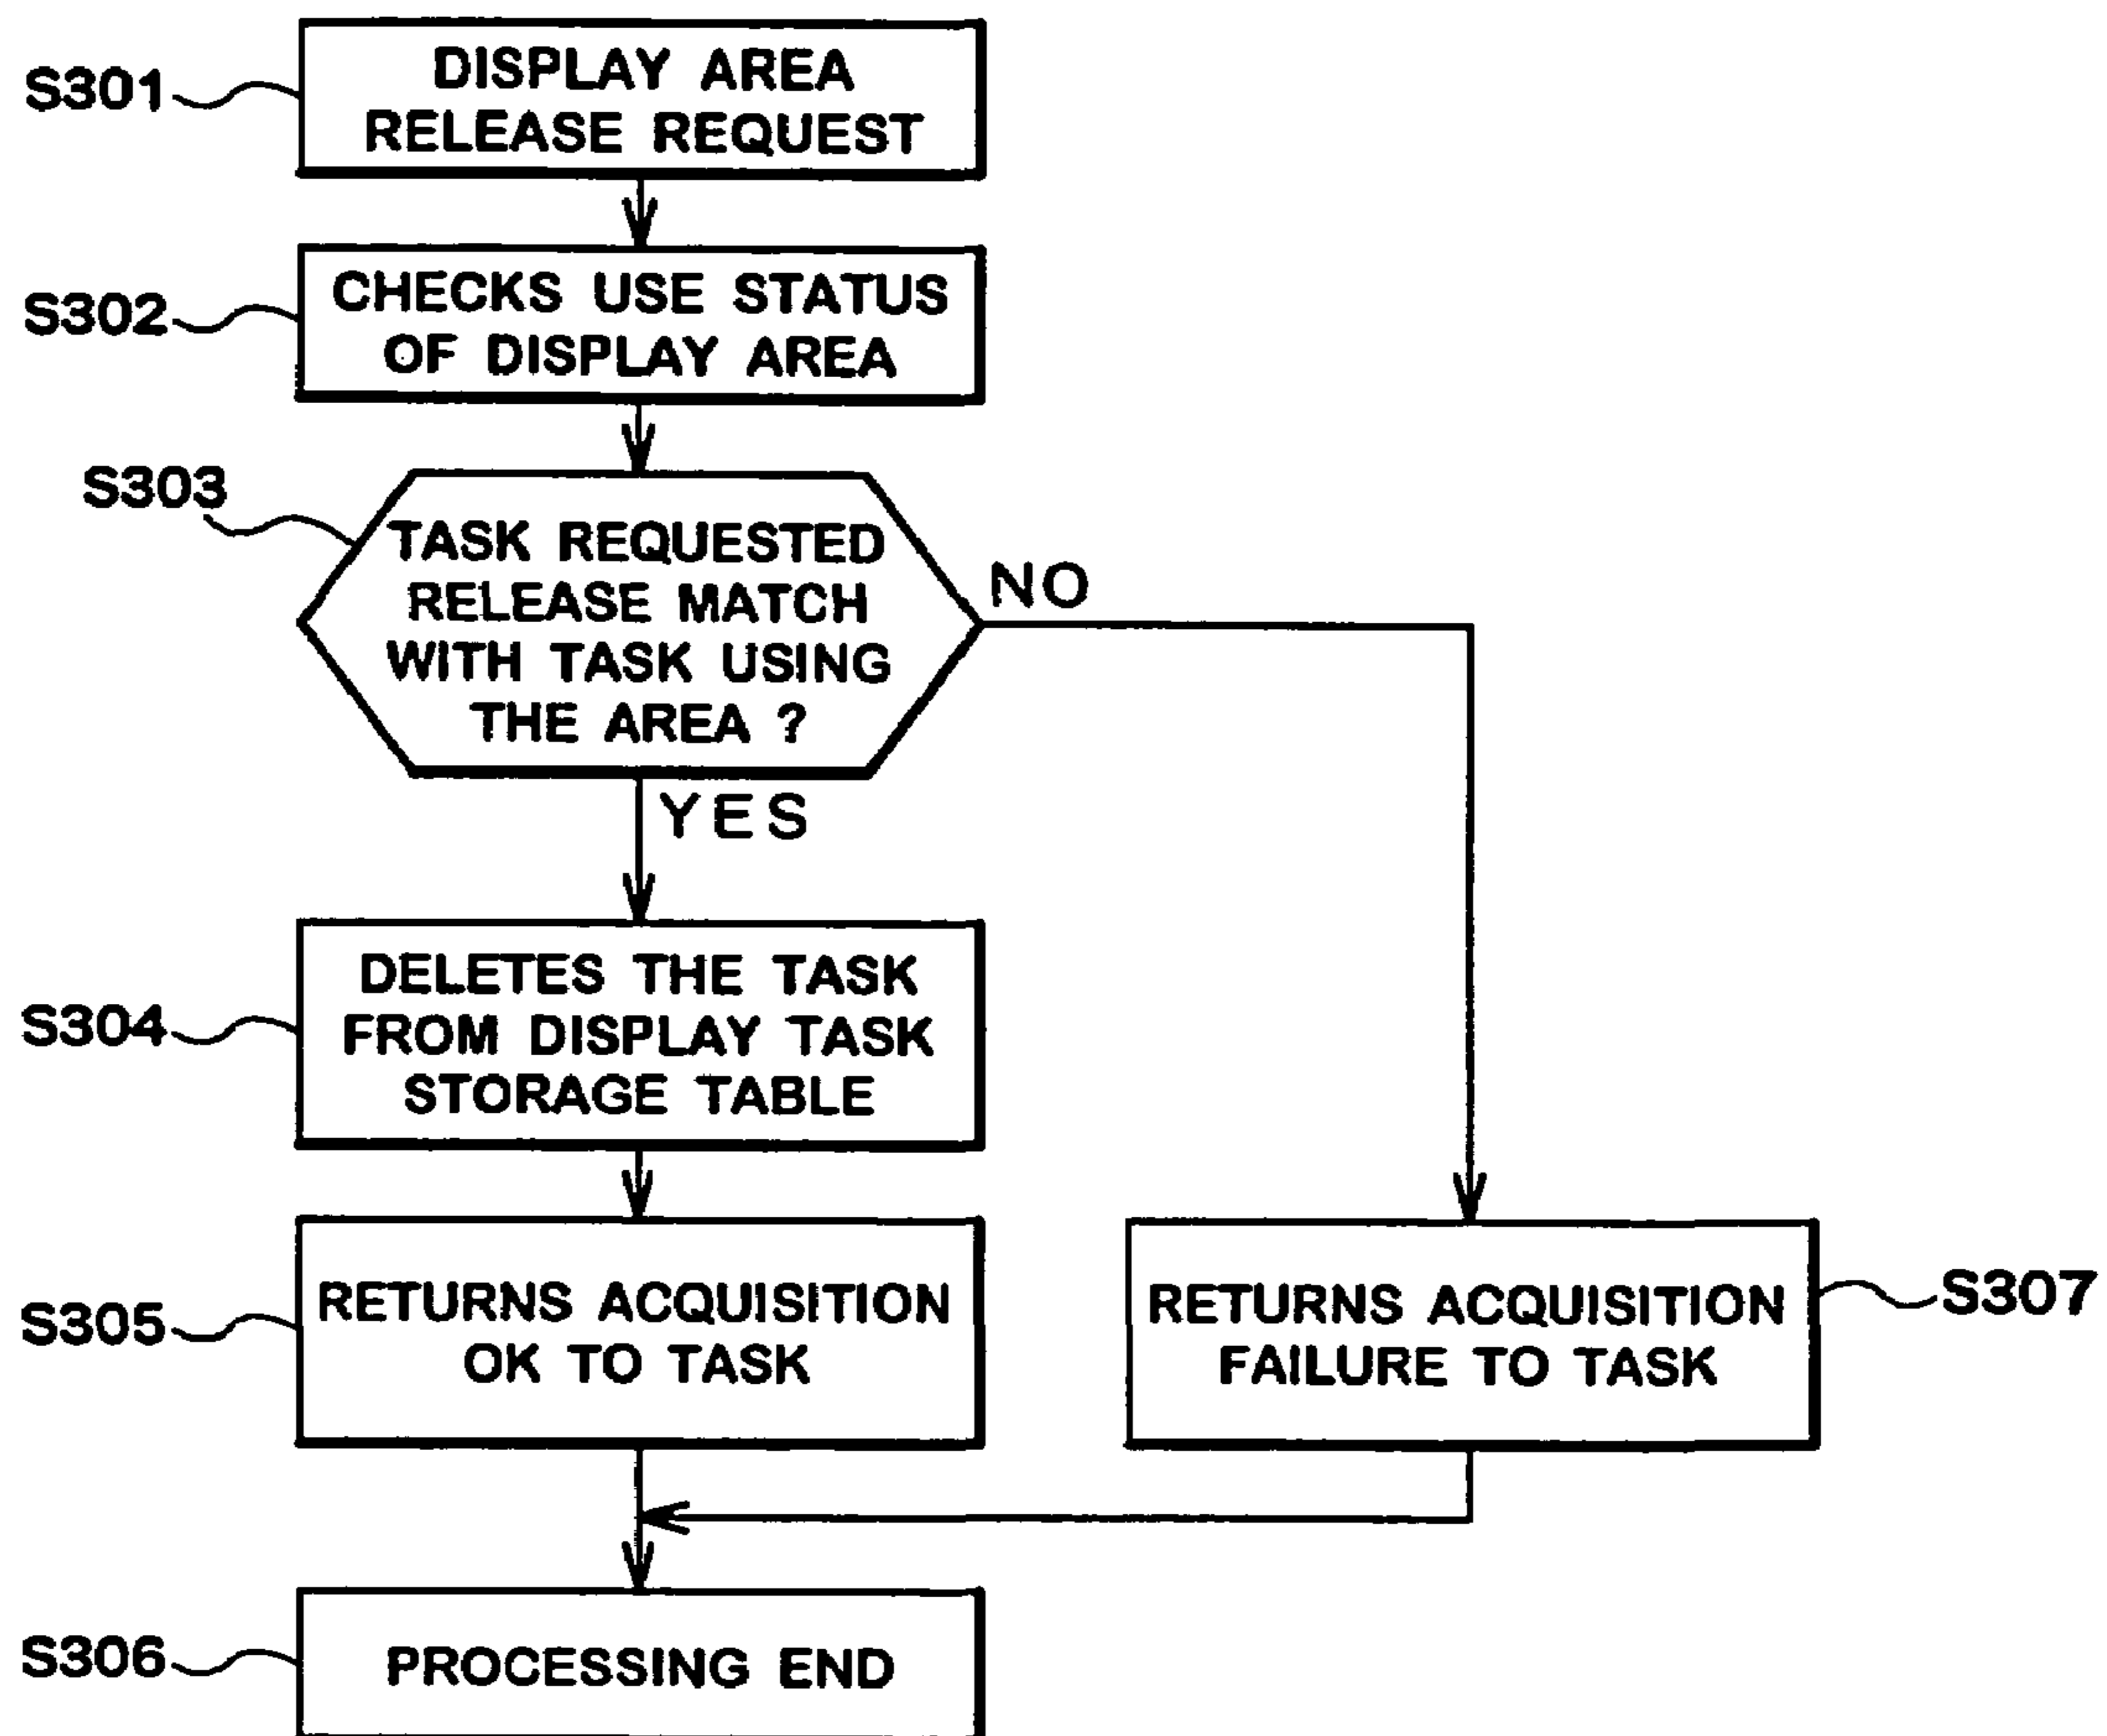 S301
DISPLAY AREA
RELEASE REQUEST
S302
CHECKS USE STATUS
OF DISPLAY AREA
S303
TASK REQUESTED
RELEASE MATCH
WITH TASK USING
THE AREA ?
NO
YES
S304
DELETES THE TASK
FROM DISPLAY TASK
STORAGE TABLE
S305
RETURNS ACQUISITION
OK TO TASK
RETURNS ACQUISITION
FAILURE TO TASK
S307
S306
PROCESSING END